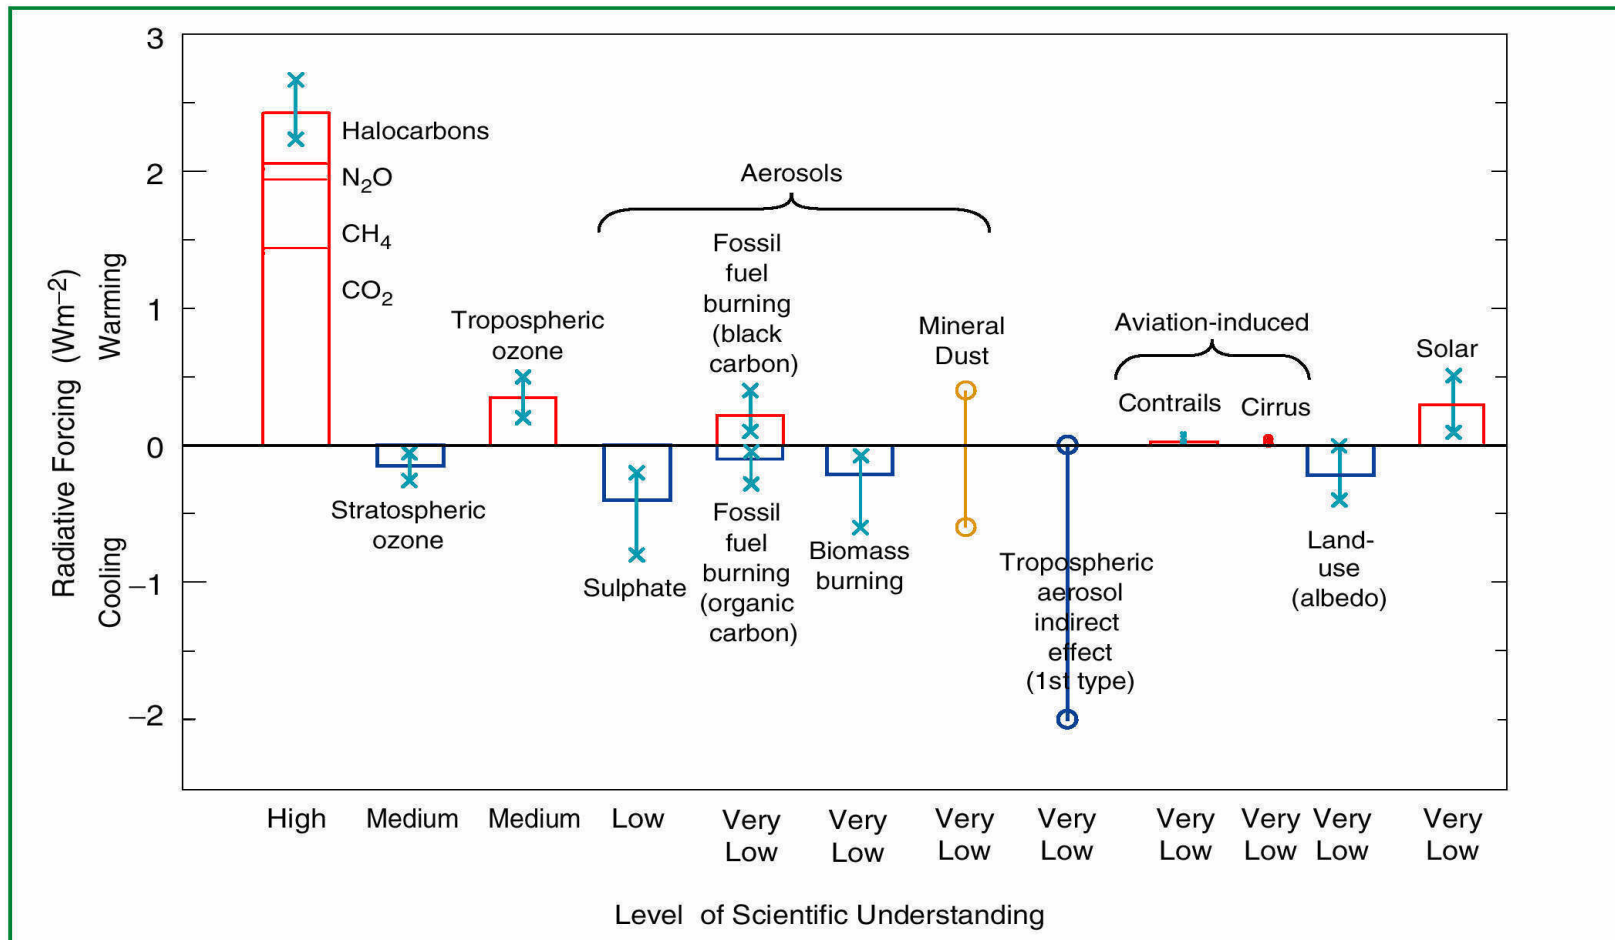 3
2
1
0
−1
−2
Radiative Forcing (Wm−2)
Warming
Cooling
Halocarbons
N2O
CH4
CO2
Stratospheric
ozone
Tropospheric
ozone
Aerosols
Sulphate
Fossil
fuel
burning
(black
carbon)
Fossil
fuel
burning
(organic
carbon)
Biomass
burning
Mineral
Dust
Tropospheric
aerosol
indirect
effect
(1st type)
Aviation-induced
Contrails
Cirrus
Land-
use
(albedo)
Solar
High
Medium
Medium
Low
Very
Low
Very
Low
Very
Low
Very
Low
Very
Low
Very
Low
Very
Low
Very
Low
Level of Scientific Understanding